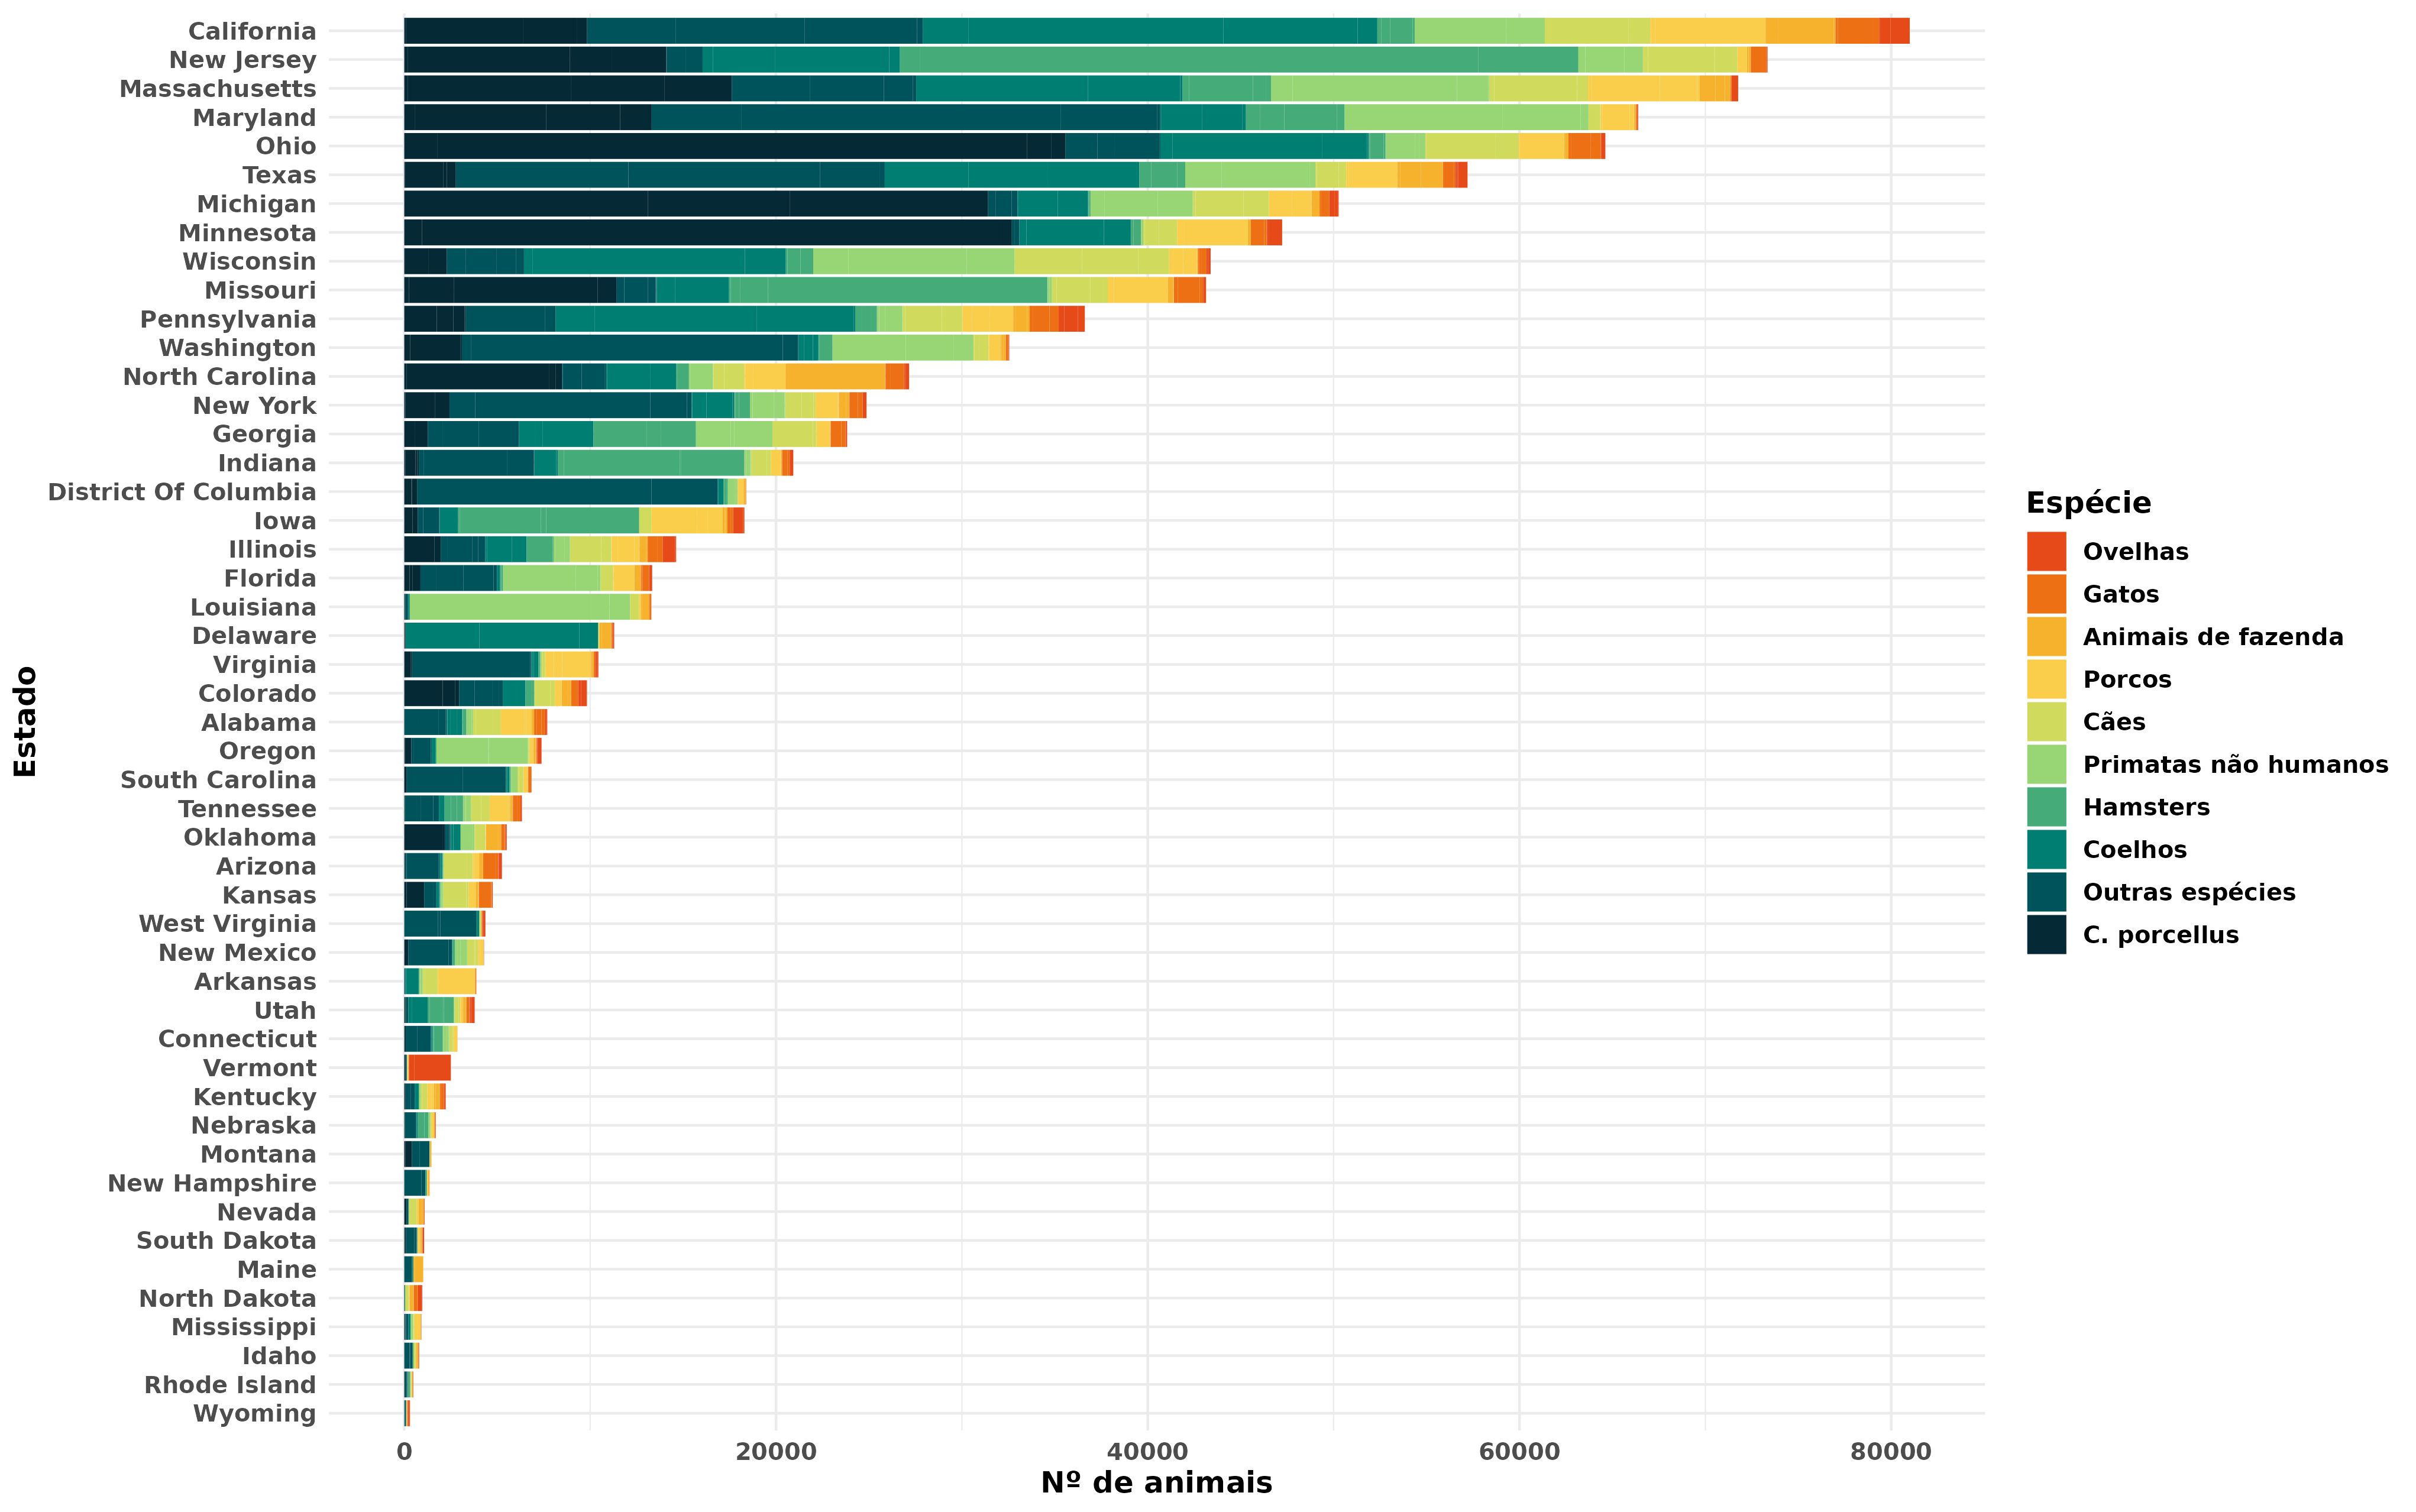 Estado
California
New Jersey
Massachusetts
Maryland
Ohio
Texas
Michigan
Minnesota
Wisconsin
Missouri
Pennsylvania
Washington
North Carolina
New York
Georgia
Indiana
District Of Columbia
Iowa
Illinois
Florida
Louisiana
Delaware
Virginia
Colorado
Alabama
Oregon
South Carolina
Tennessee
Oklahoma
Arizona
Kansas
West Virginia
New Mexico
Arkansas
Utah
Connecticut
Vermont
Kentucky
Nebraska
Montana
New Hampshire
Nevada
South Dakota
Maine
North Dakota
Mississippi
Idaho
Rhode Island
Wyoming
0 20000 40000 60000 80000
Nº de animais
Espécie
Ovelhas
Gatos
Animais de fazenda
Porcos
Cães
Primatas não humanos
Hamsters
Coelhos
Outras espécies
C. porcellus